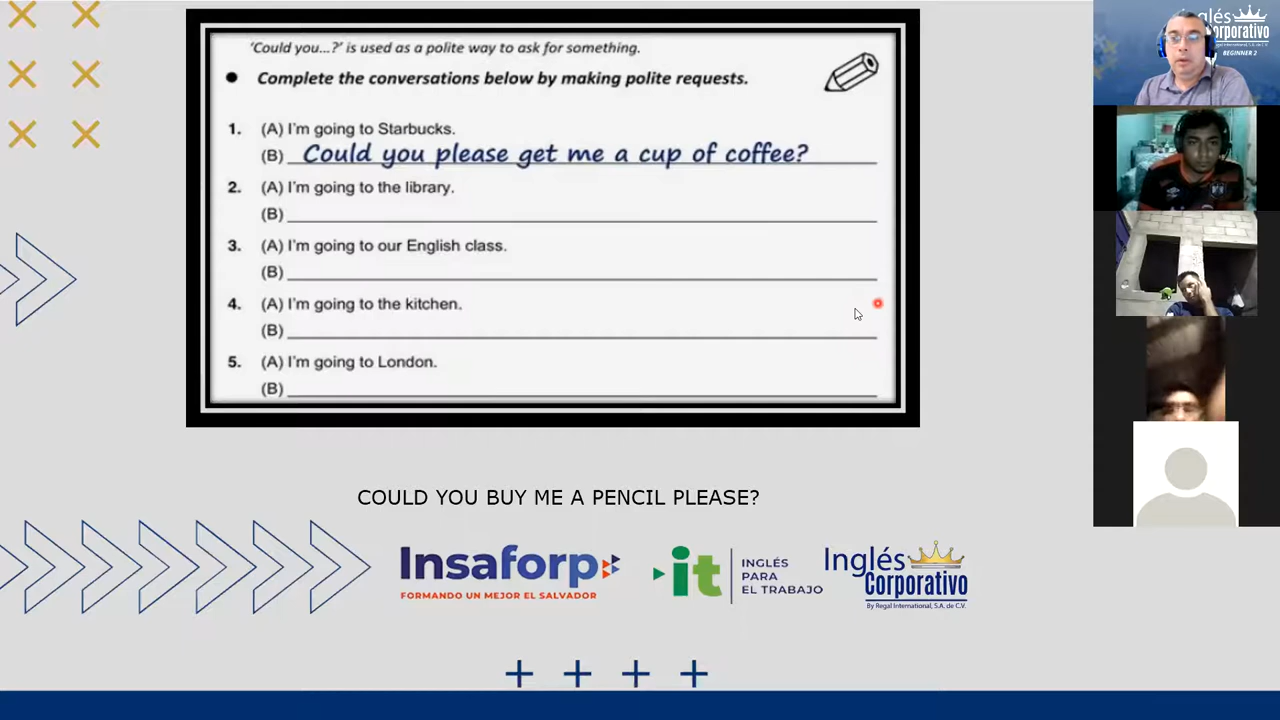 'Could you...?' is used as a polite way to ask for something.
● Complete the conversations below by making polite requests.
1. (A) I'm going to Starbucks.
(B) Could you please get me a cup of coffee?
2. (A) I'm going to the library.
(B)
3. (A) I'm going to our English class.
(B)
4. (A) I'm going to the kitchen.
(B)
5. (A) I'm going to London.
(B)
COULD YOU BUY ME A PENCIL PLEASE?
Insaforp
FORMANDO UN MEJOR EL SALVADOR
it
INGLÉS
PARA
EL TRABAJO
Inglés
Corporativo
By Regal International, S.A. de C.V.
nglés
orporativo
BEGINNER 2